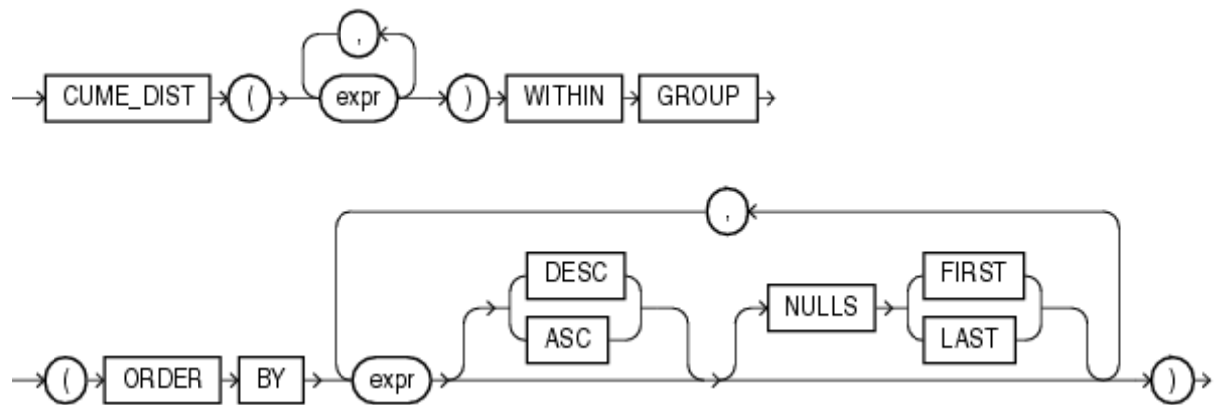 ,
CUME_DIST ( expr ) WITHIN GROUP
,
DESC FIRST
NULLS
ASC LAST
( ORDER BY expr )